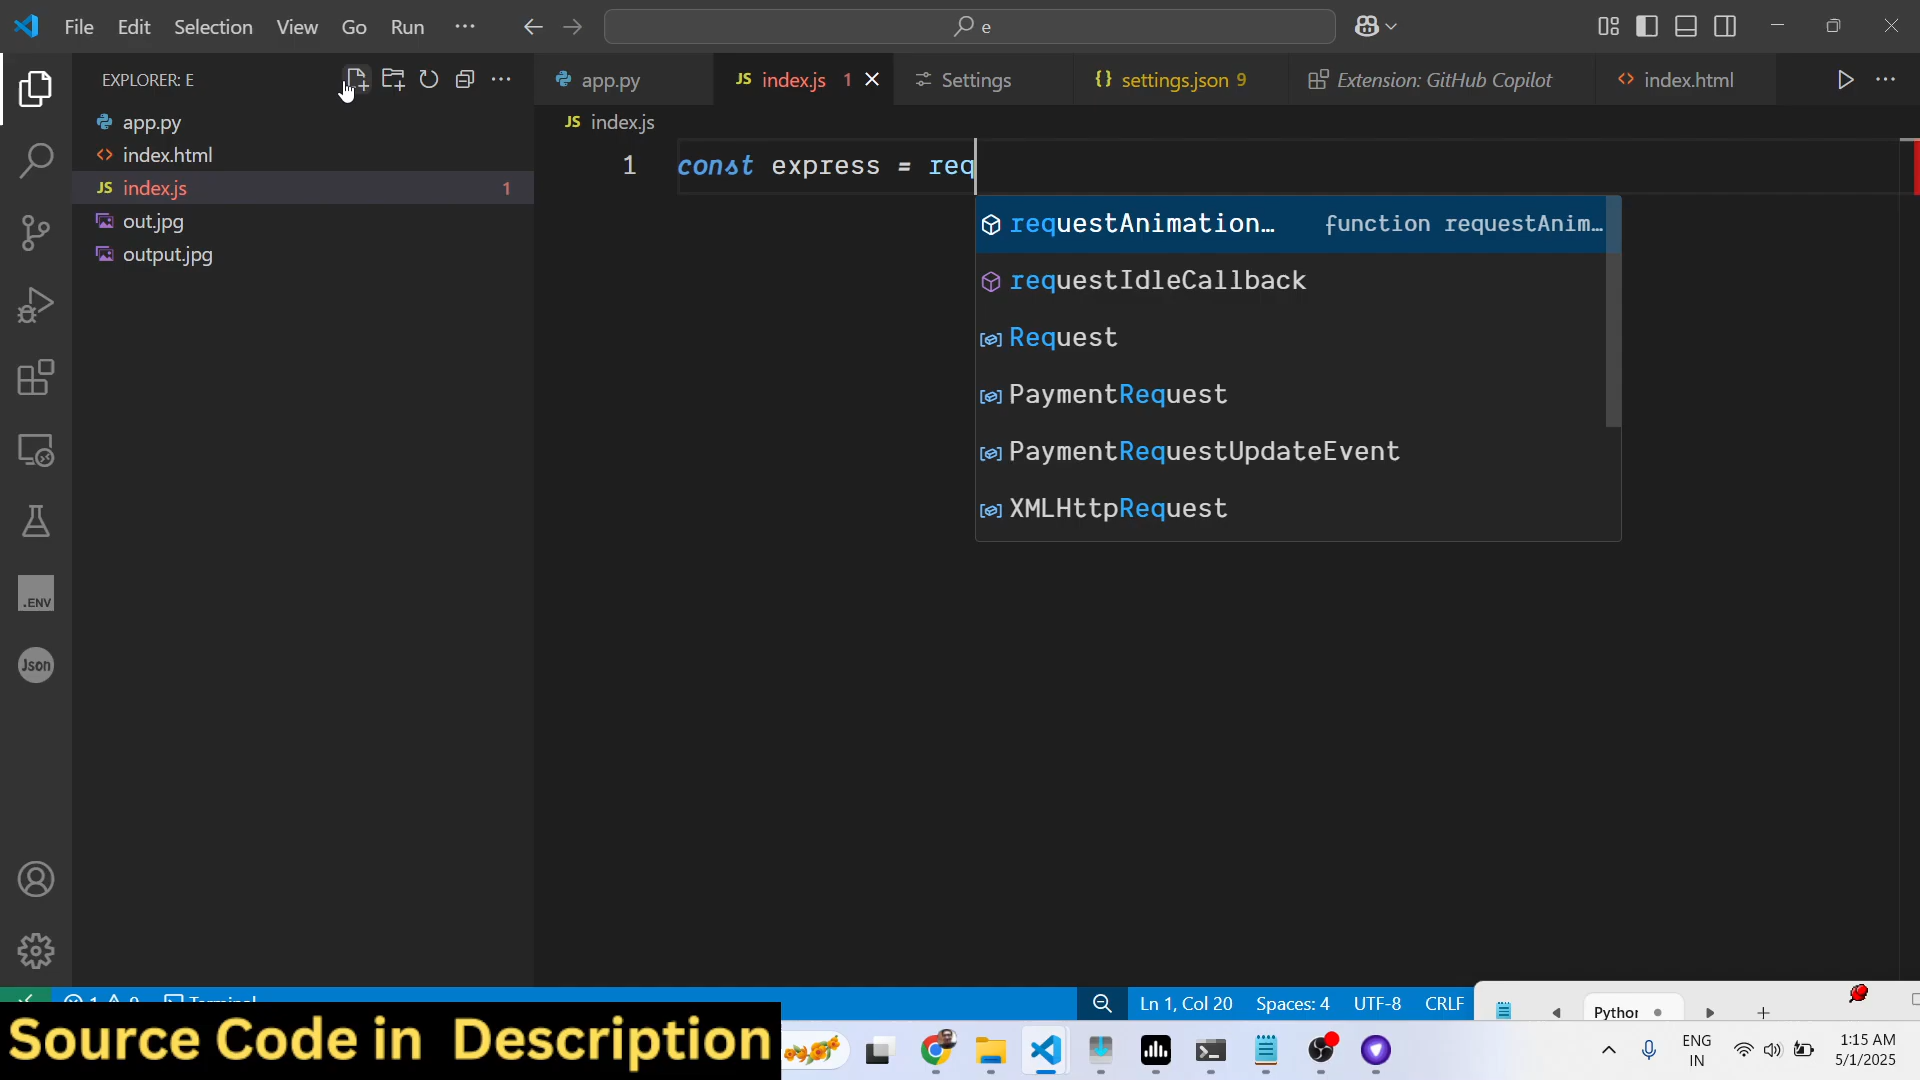 File Edit Selection View Go Run
e
EXPLORER: E
app.py
index.html
JS index.js 1
out.jpg
output.jpg
app.py
JS index.js 1
Settings
{} settings.json 9
Extension: GitHub Copilot
<> index.html
JS index.js
1 const express = req
requestAnimation… function requestAnim…
requestIdleCallback
Request
PaymentRequest
PaymentRequestUpdateEvent
XMLHttpRequest
.ENV
Json
Ln 1, Col 20 Spaces: 4 UTF-8 CRLF
Source Code in Description
ENG
IN
1:15 AM
5/1/2025